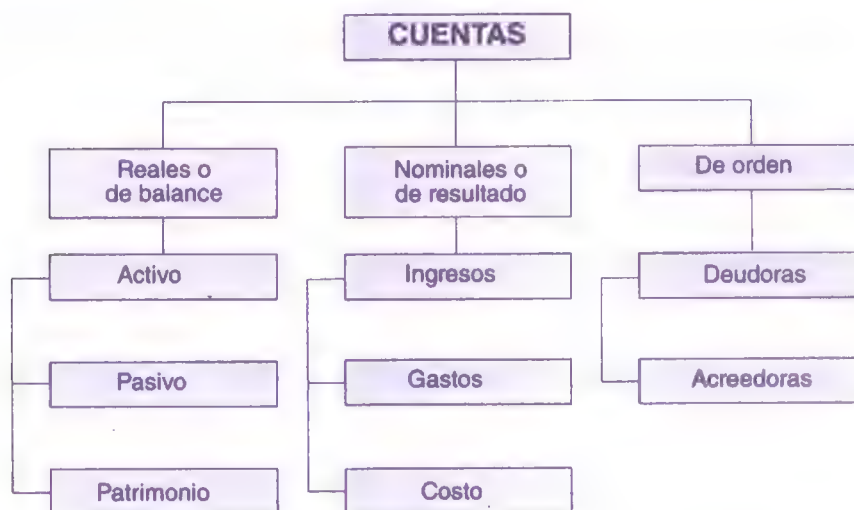 CUENTAS
Reales o
de balance
Nominales o
de resultado
De orden
Activo
Ingresos
Deudoras
Pasivo
Gastos
Acreedoras
Patrimonio
Costo